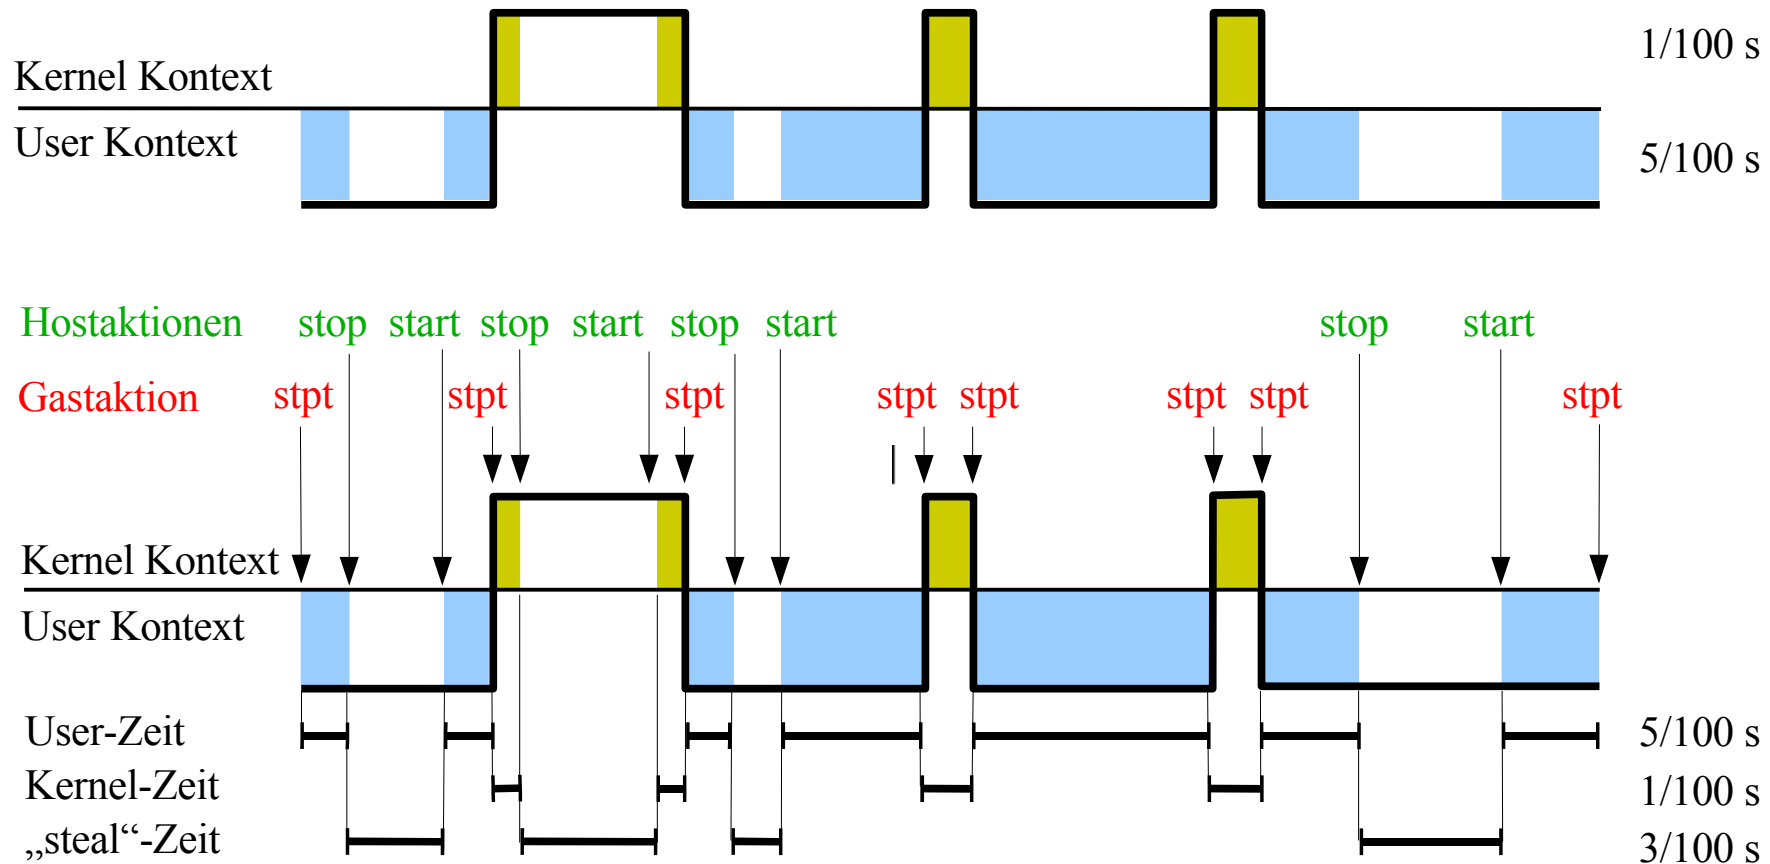 1/100 s
Kernel Kontext
User Kontext
5/100 s
Hostaktionen stop start stop start stop start stop start
Gastaktion stpt stpt stpt stpt stpt stpt stpt stpt
Kernel Kontext
User Kontext
User-Zeit 5/100 s
Kernel-Zeit 1/100 s
„steal“-Zeit 3/100 s